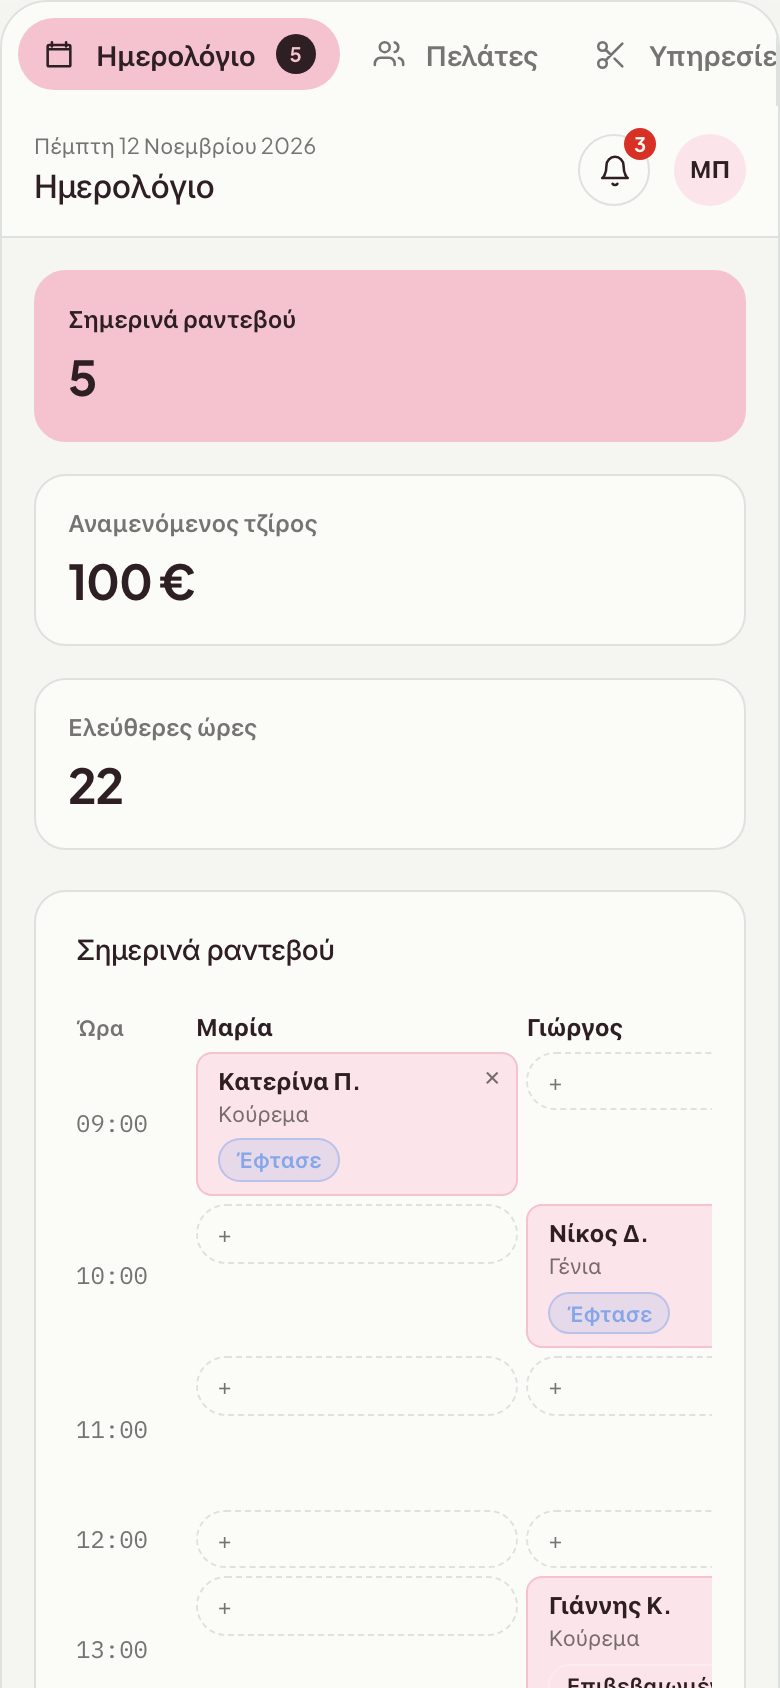 Ημερολόγιο 5 Πελάτες Υπηρεσίε
Πέμπτη 12 Νοεμβρίου 2026
Ημερολόγιο
3
ΜΠ
Σημερινά ραντεβού
5
Αναμενόμενος τζίρος
100 €
Ελεύθερες ώρες
22
Σημερινά ραντεβού
Ώρα Μαρία Γιώργος
09:00
Κατερίνα Π. ×
Κούρεμα
Έφτασε
+
10:00
+
Νίκος Δ.
Γένια
Έφτασε
11:00
+
+
12:00
+
+
13:00
+
Γιάννης Κ.
Κούρεμα